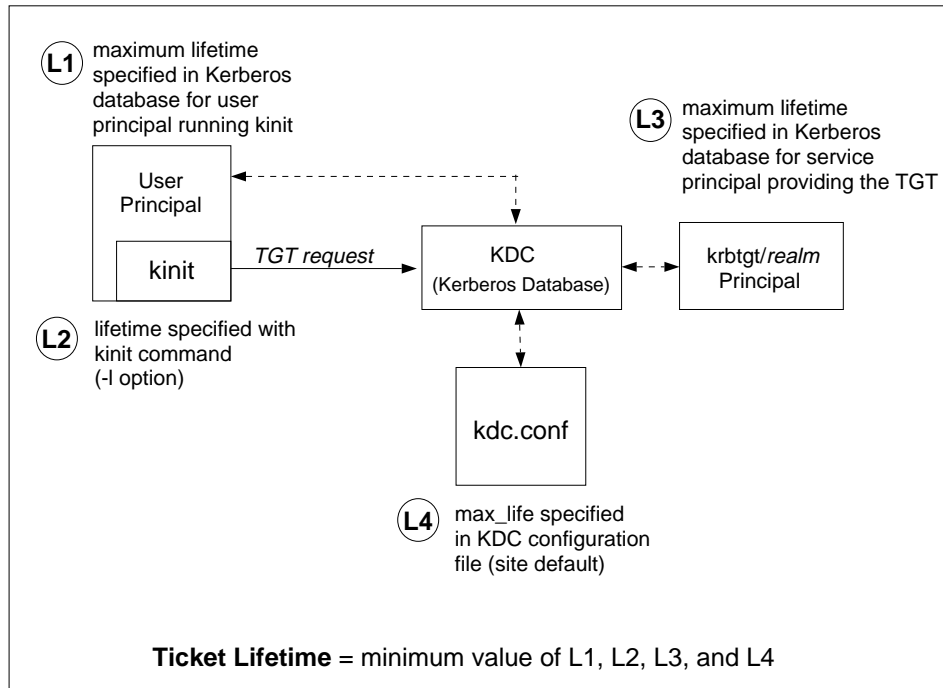 L1
maximum lifetime
specified in Kerberos
database for user
principal running kinit
L3
maximum lifetime
specified in Kerberos
database for service
principal providing the TGT
User
Principal
kinit
TGT request
KDC
(Kerberos Database)
krbtgt/realm
Principal
L2
lifetime specified with
kinit command
(-l option)
kdc.conf
L4
max_life specified
in KDC configuration
file (site default)
Ticket Lifetime = minimum value of L1, L2, L3, and L4